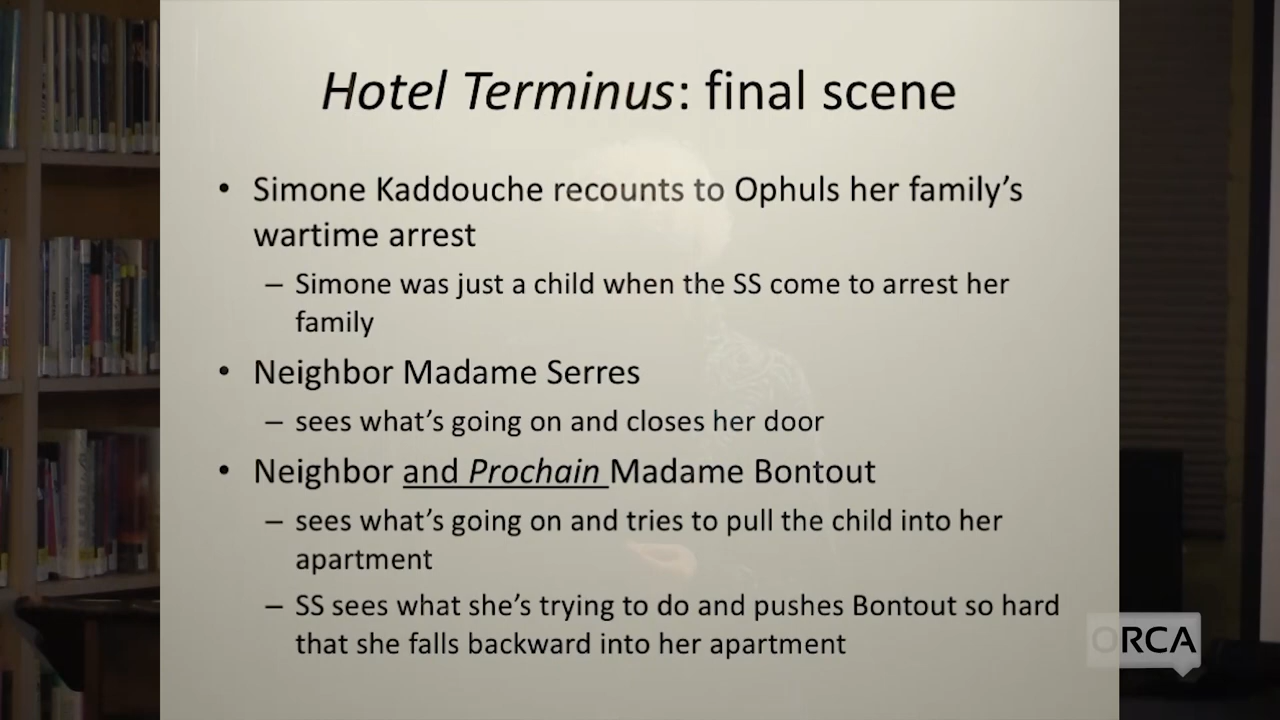 Hotel Terminus: final scene
• Simone Kaddouche recounts to Ophuls her family’s
wartime arrest
– Simone was just a child when the SS come to arrest her
family
• Neighbor Madame Serres
– sees what’s going on and closes her door
• Neighbor and Prochain Madame Bontout
– sees what’s going on and tries to pull the child into her
apartment
– SS sees what she’s trying to do and pushes Bontout so hard
that she falls backward into her apartment
ORCA